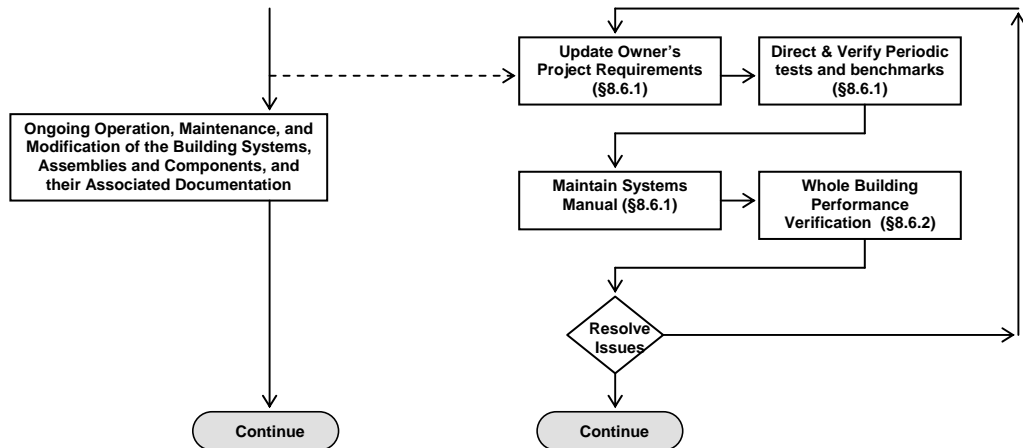 Update Owner's
Project Requirements
(§8.6.1)
Direct & Verify Periodic
tests and benchmarks
(§8.6.1)
Ongoing Operation, Maintenance, and
Modification of the Building Systems,
Assemblies and Components, and
their Associated Documentation
Maintain Systems
Manual (§8.6.1)
Whole Building
Performance
Verification (§8.6.2)
Resolve
Issues
Continue
Continue